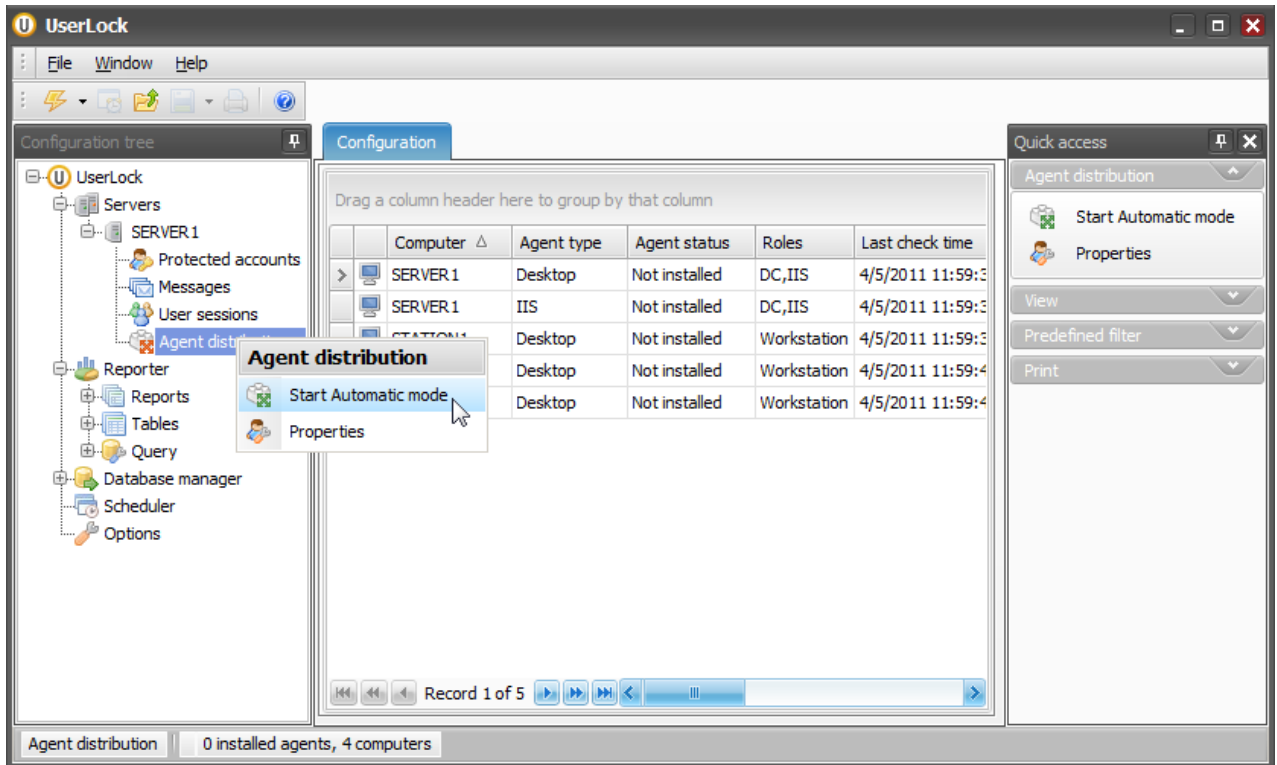 UserLock
File Window Help
Configuration tree
UserLock
Servers
SERVER1
Protected accounts
Messages
User sessions
Agent
Reporter
Reports
Tables
Query
Database manager
Scheduler
Options
Agent distribution
Start Automatic mode
Properties
Configuration
Drag a column header here to group by that column
Computer Agent type Agent status Roles Last check time
SERVER1 Desktop Not installed DC,IIS 4/5/2011 11:59:3
SERVER1 IIS Not installed DC,IIS 4/5/2011 11:59:3
STATION1 Desktop Not installed Workstation 4/5/2011 11:59:3
Desktop Not installed Workstation 4/5/2011 11:59:4
Desktop Not installed Workstation 4/5/2011 11:59:4
Record 1 of 5
Quick access
Agent distribution
Start Automatic mode
Properties
View
Predefined filter
Print
Agent distribution 0 installed agents, 4 computers